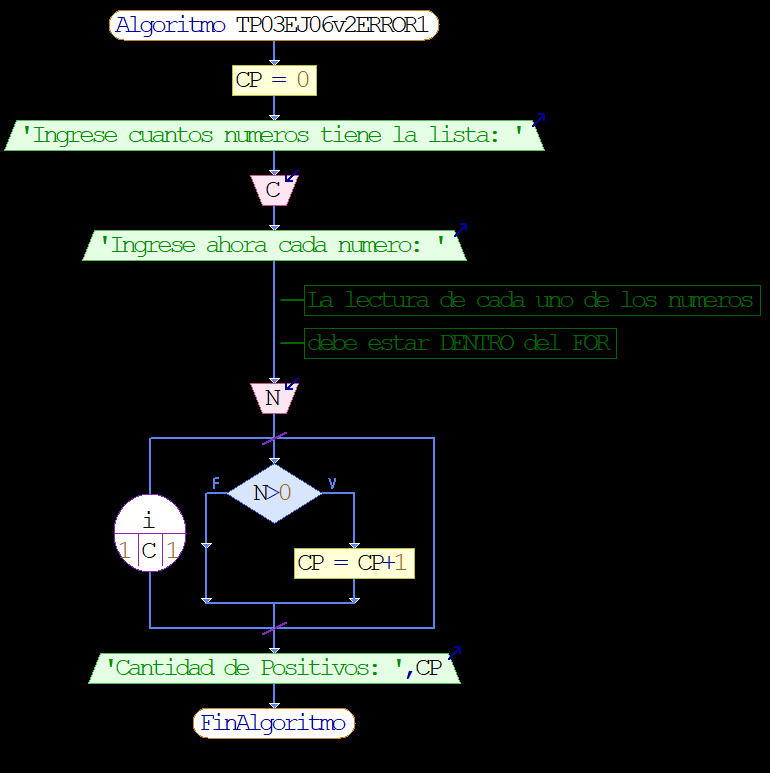 Algoritmo TP03EJ06v2ERROR1
CP = 0
'Ingrese cuantos numeros tiene la lista: '
C
'Ingrese ahora cada numero: '
La lectura de cada uno de los numeros
debe estar DENTRO del FOR
N
F
V
N>0
i
1 C 1
CP = CP+1
'Cantidad de Positivos: ',CP
FinAlgoritmo